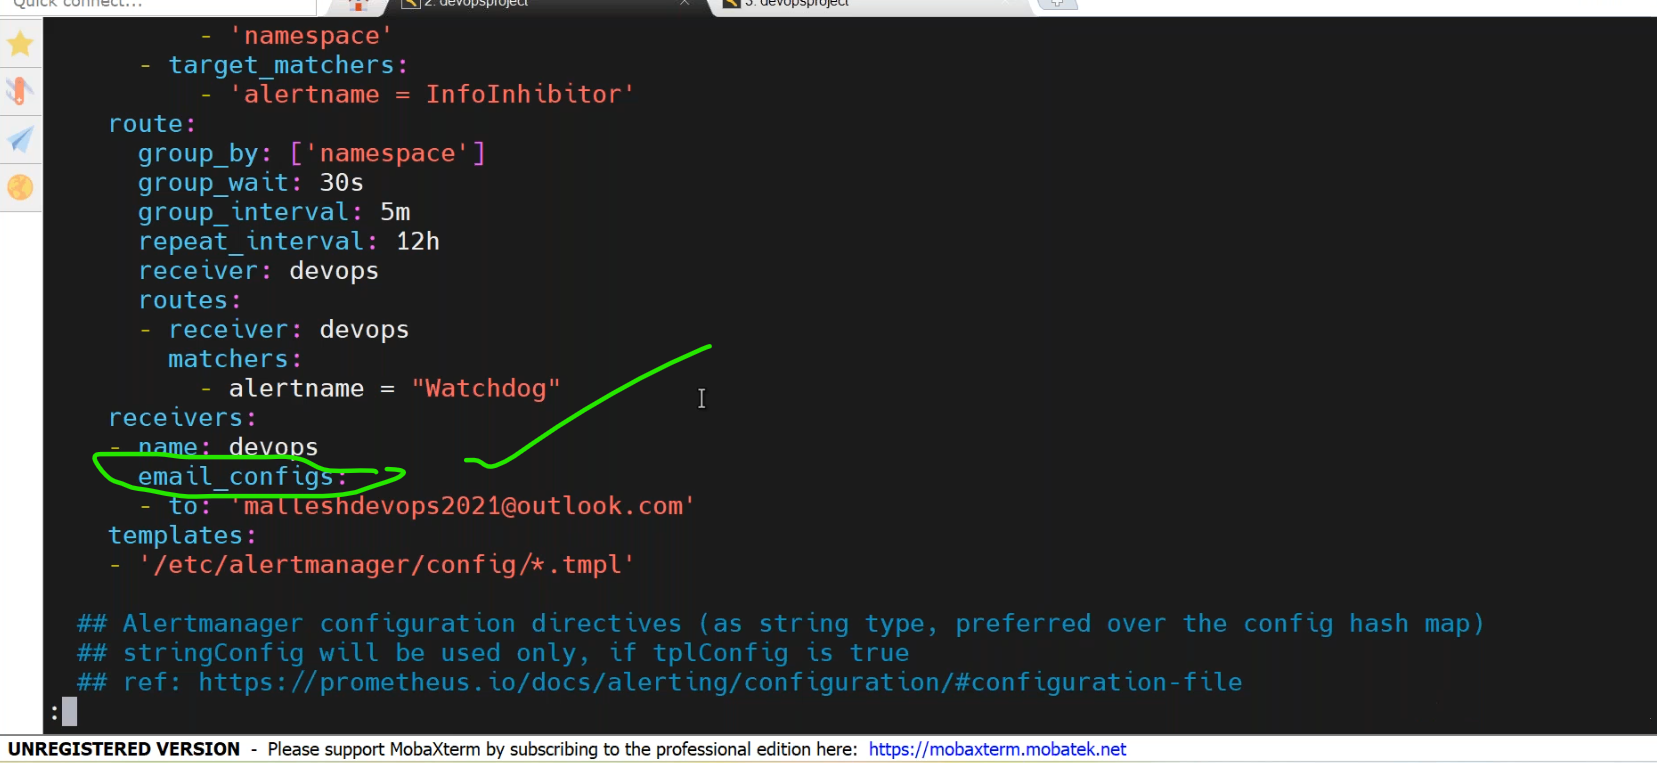 Quick connect...
2. devopsproject
3. devopsproject
- 'namespace'
- target_matchers:
- 'alertname = InfoInhibitor'
route:
group_by: ['namespace']
group_wait: 30s
group_interval: 5m
repeat_interval: 12h
receiver: devops
routes:
- receiver: devops
matchers:
- alertname = "Watchdog"
receivers:
- name: devops
email_configs:
- to: 'malleshdevops2021@outlook.com'
templates:
- '/etc/alertmanager/config/*.tmpl'
## Alertmanager configuration directives (as string type, preferred over the config hash map)
## stringConfig will be used only, if tplConfig is true
## ref: https://prometheus.io/docs/alerting/configuration/#configuration-file
:
UNREGISTERED VERSION - Please support MobaXterm by subscribing to the professional edition here: https://mobaxterm.mobatek.net